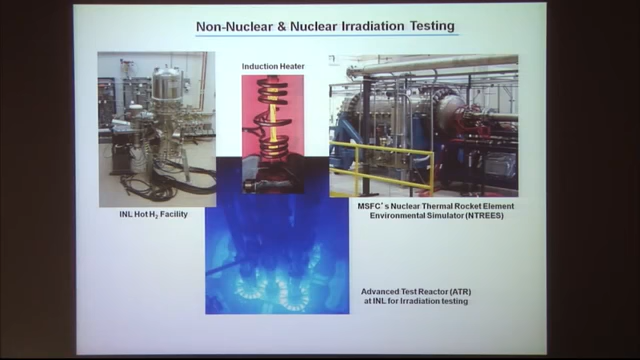 Non-Nuclear & Nuclear Irradiation Testing
Induction Heater
INL Hot H₂ Facility
MSFC's Nuclear Thermal Rocket Element
Environmental Simulator (NTREES)
Advanced Test Reactor (ATR)
at INL for Irradiation testing